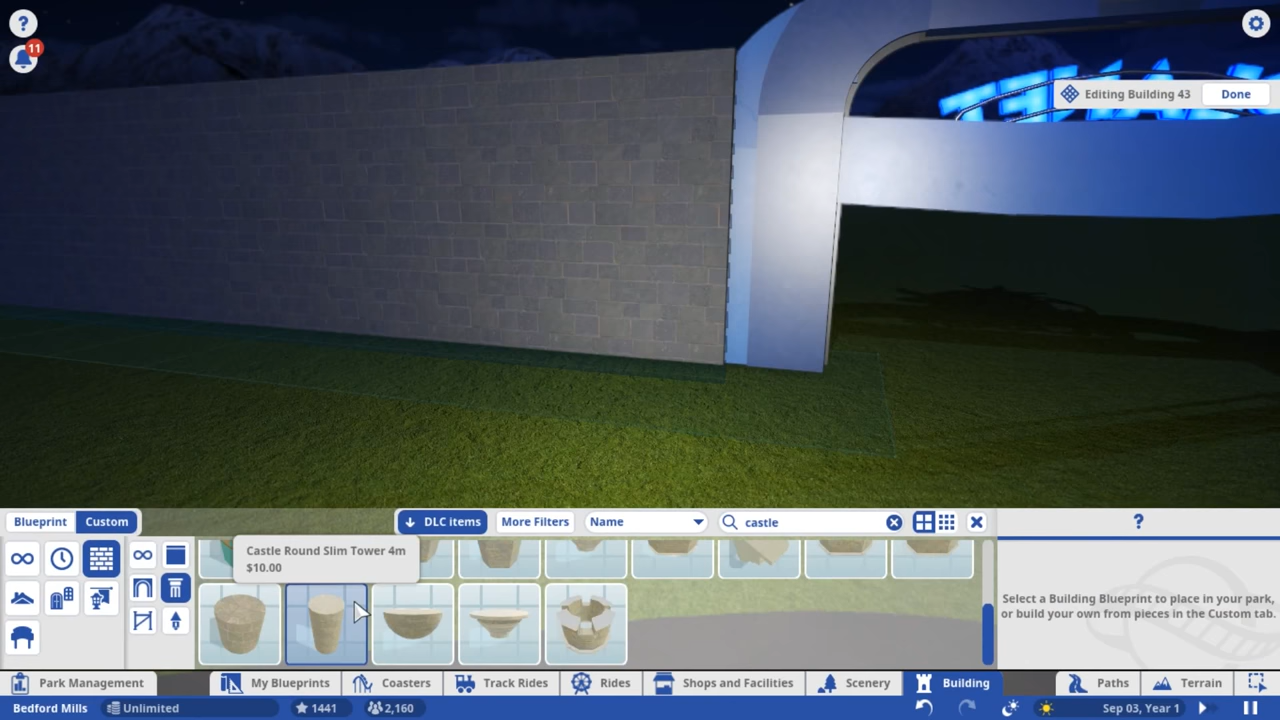 ?
11
Editing Building 43
Done
Blueprint
Custom
DLC items
More Filters
Name
castle
?
Castle Round Slim Tower 4m
$10.00
Select a Building Blueprint to place in your park,
or build your own from pieces in the Custom tab.
Park Management
My Blueprints
Coasters
Track Rides
Rides
Shops and Facilities
Scenery
Building
Paths
Terrain
Bedford Mills
Unlimited
1441
2,160
Sep 03, Year 1